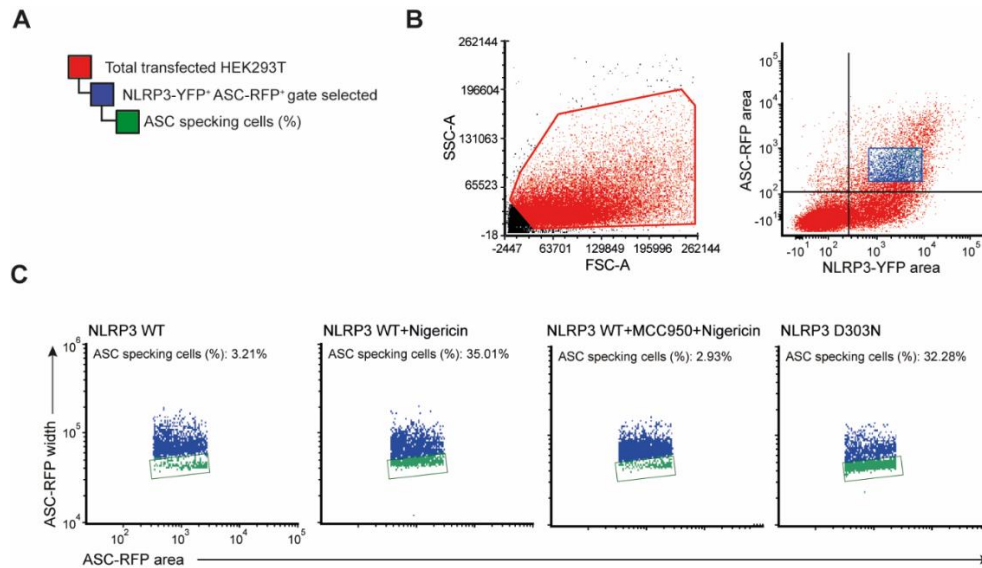 A
Total transfected HEK293T
NLRP3-YFP⁺ ASC-RFP⁺ gate selected
ASC specking cells (%)
B
SSC-A
262144
196604
131063
65523
-18
-2447 63701 129849 195996 262144
FSC-A
ASC-RFP area
10⁵
10⁴
10³
10²
-10¹
-10 10² 10³ 10⁴ 10⁵
NLRP3-YFP area
C
NLRP3 WT
ASC specking cells (%): 3.21%
NLRP3 WT+Nigericin
ASC specking cells (%): 35.01%
NLRP3 WT+MCC950+Nigericin
ASC specking cells (%): 2.93%
NLRP3 D303N
ASC specking cells (%): 32.28%
ASC-RFP width
10⁶
10⁵
10⁴
10² 10³ 10⁴ 10⁵
ASC-RFP area